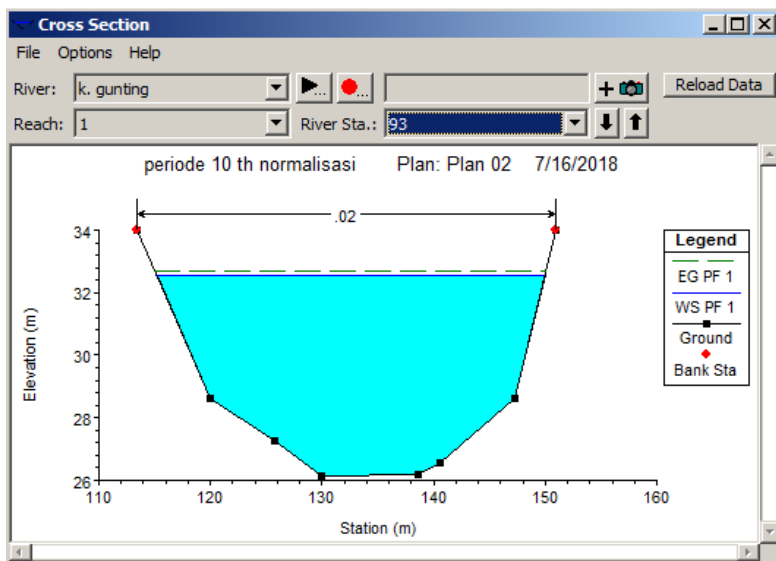 Cross Section
File Options Help
River: k. gunting ... ... + Reload Data
Reach: 1 River Sta.: 93
periode 10 th normalisasi Plan: Plan 02 7/16/2018
.02
34
32
30
28
26
Elevation (m)
110 120 130 140 150 160
Station (m)
Legend
EG PF 1
WS PF 1
Ground
Bank Sta